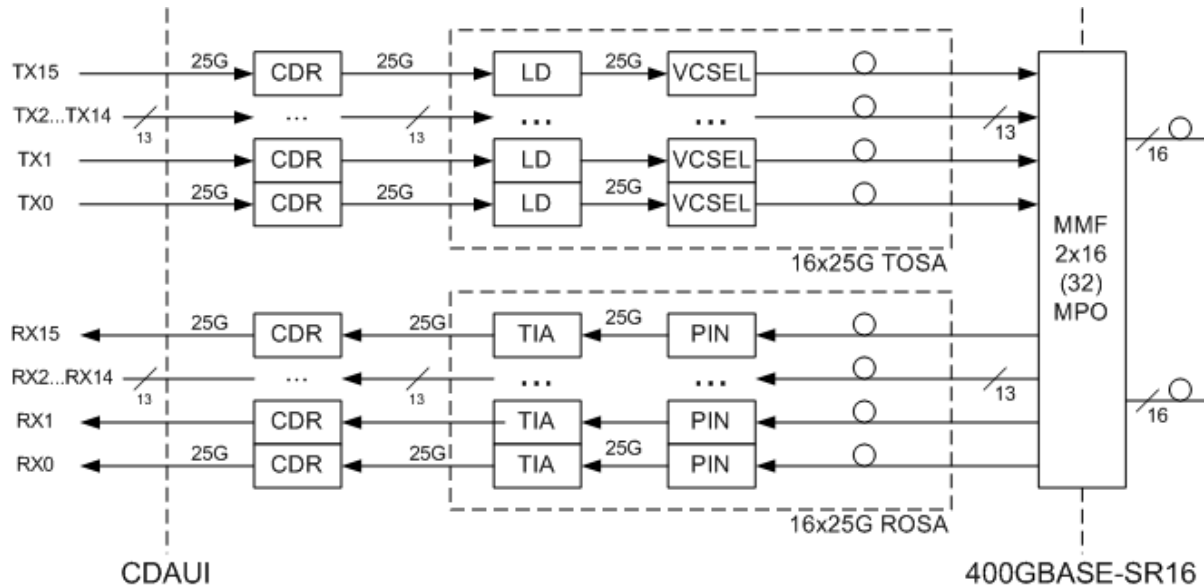 TX15 25G CDR 25G LD 25G VCSEL
TX2...TX14 13 ... 13 ... ... 13
TX1 CDR LD VCSEL
TX0 25G CDR 25G LD 25G VCSEL
16x25G TOSA
16
MMF
2x16
(32)
MPO
RX15 25G CDR 25G TIA 25G PIN
RX2...RX14 13 ... 13 ... ... 13
RX1 CDR TIA PIN
RX0 25G CDR 25G TIA 25G PIN
16
16x25G ROSA
CDAUI
400GBASE-SR16